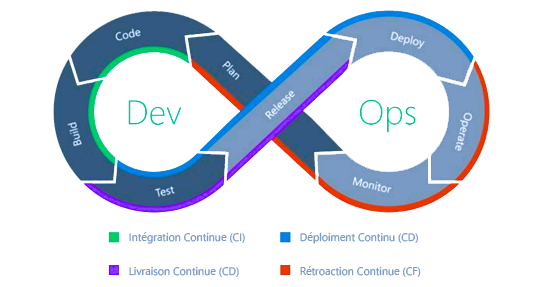 Code
Plan
Dev
Build
Test
Release
Deploy
Ops
Operate
Monitor
Intégration Continue (CI)
Déploiment Continu (CD)
Livraison Continue (CD)
Rétroaction Continue (CF)